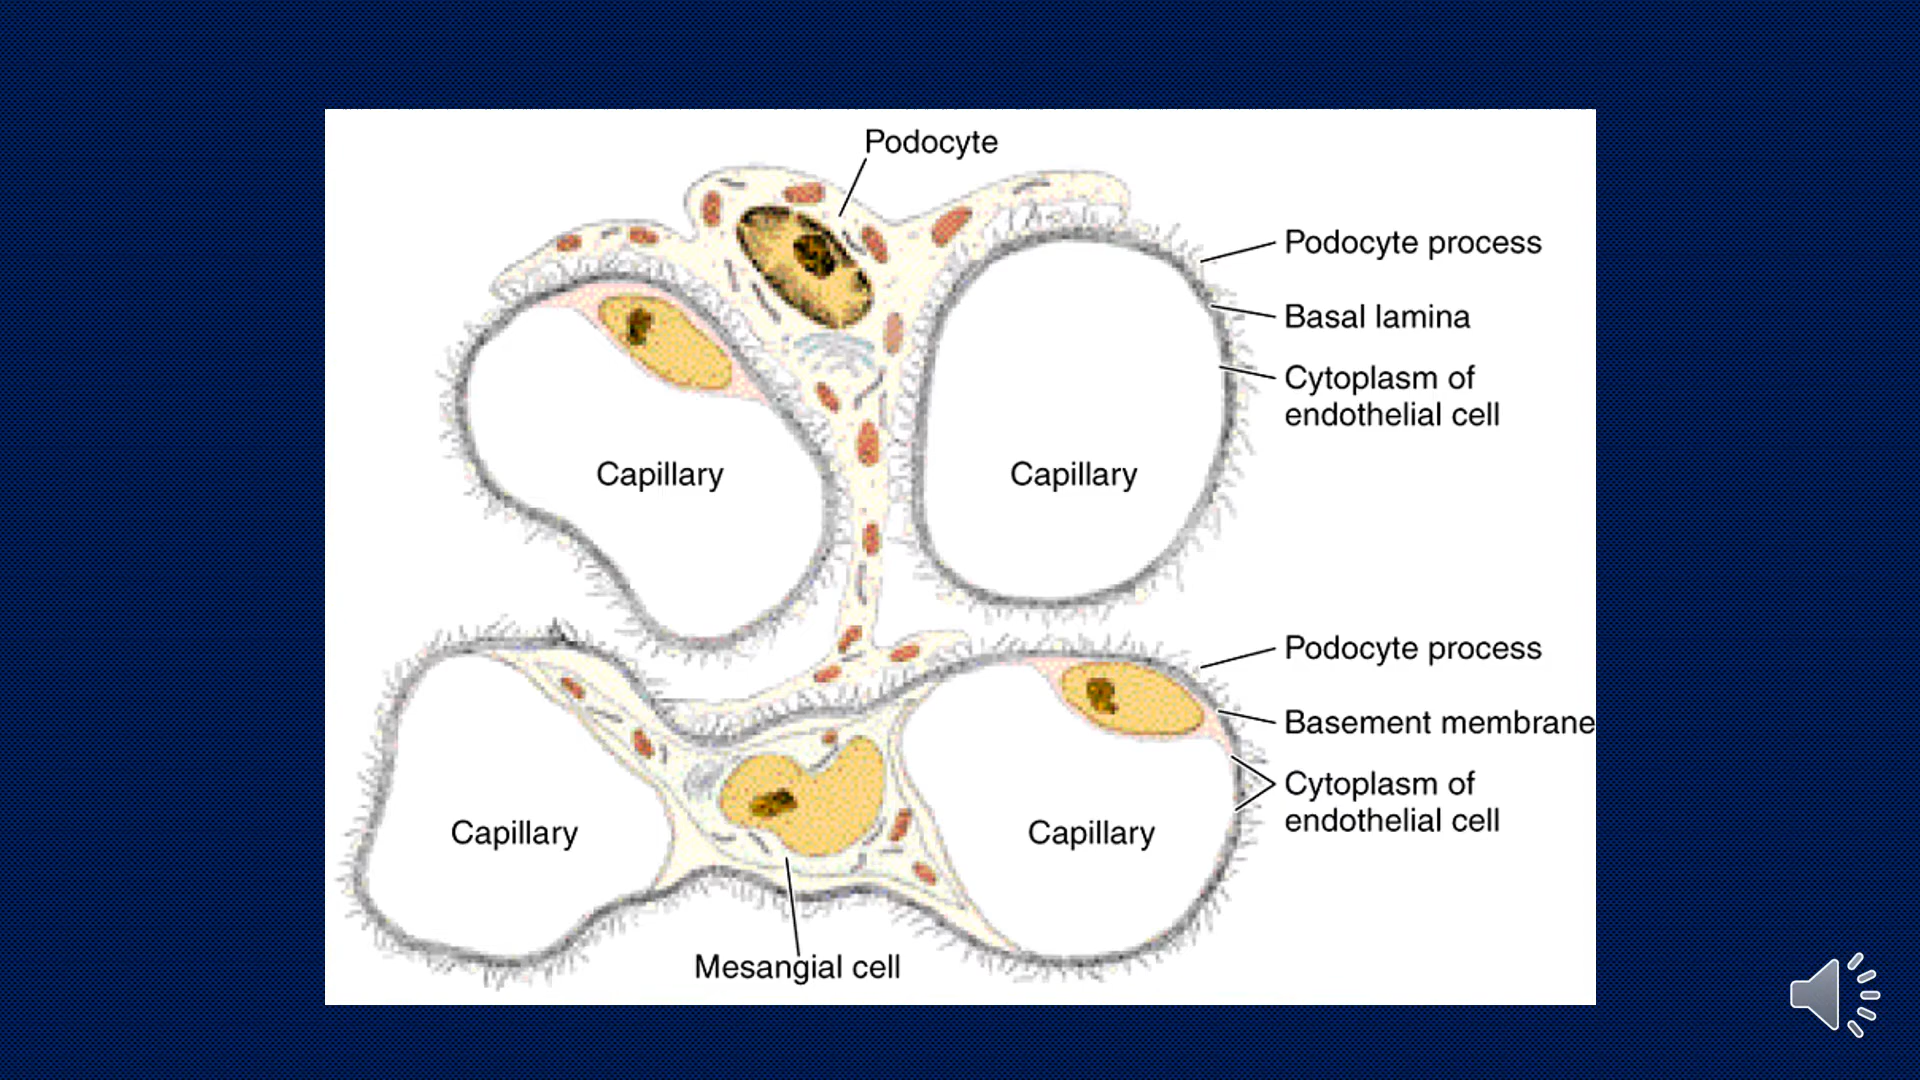 Podocyte
Podocyte process
Basal lamina
Cytoplasm of
endothelial cell
Capillary
Capillary
Podocyte process
Basement membrane
Cytoplasm of
endothelial cell
Capillary
Capillary
Mesangial cell